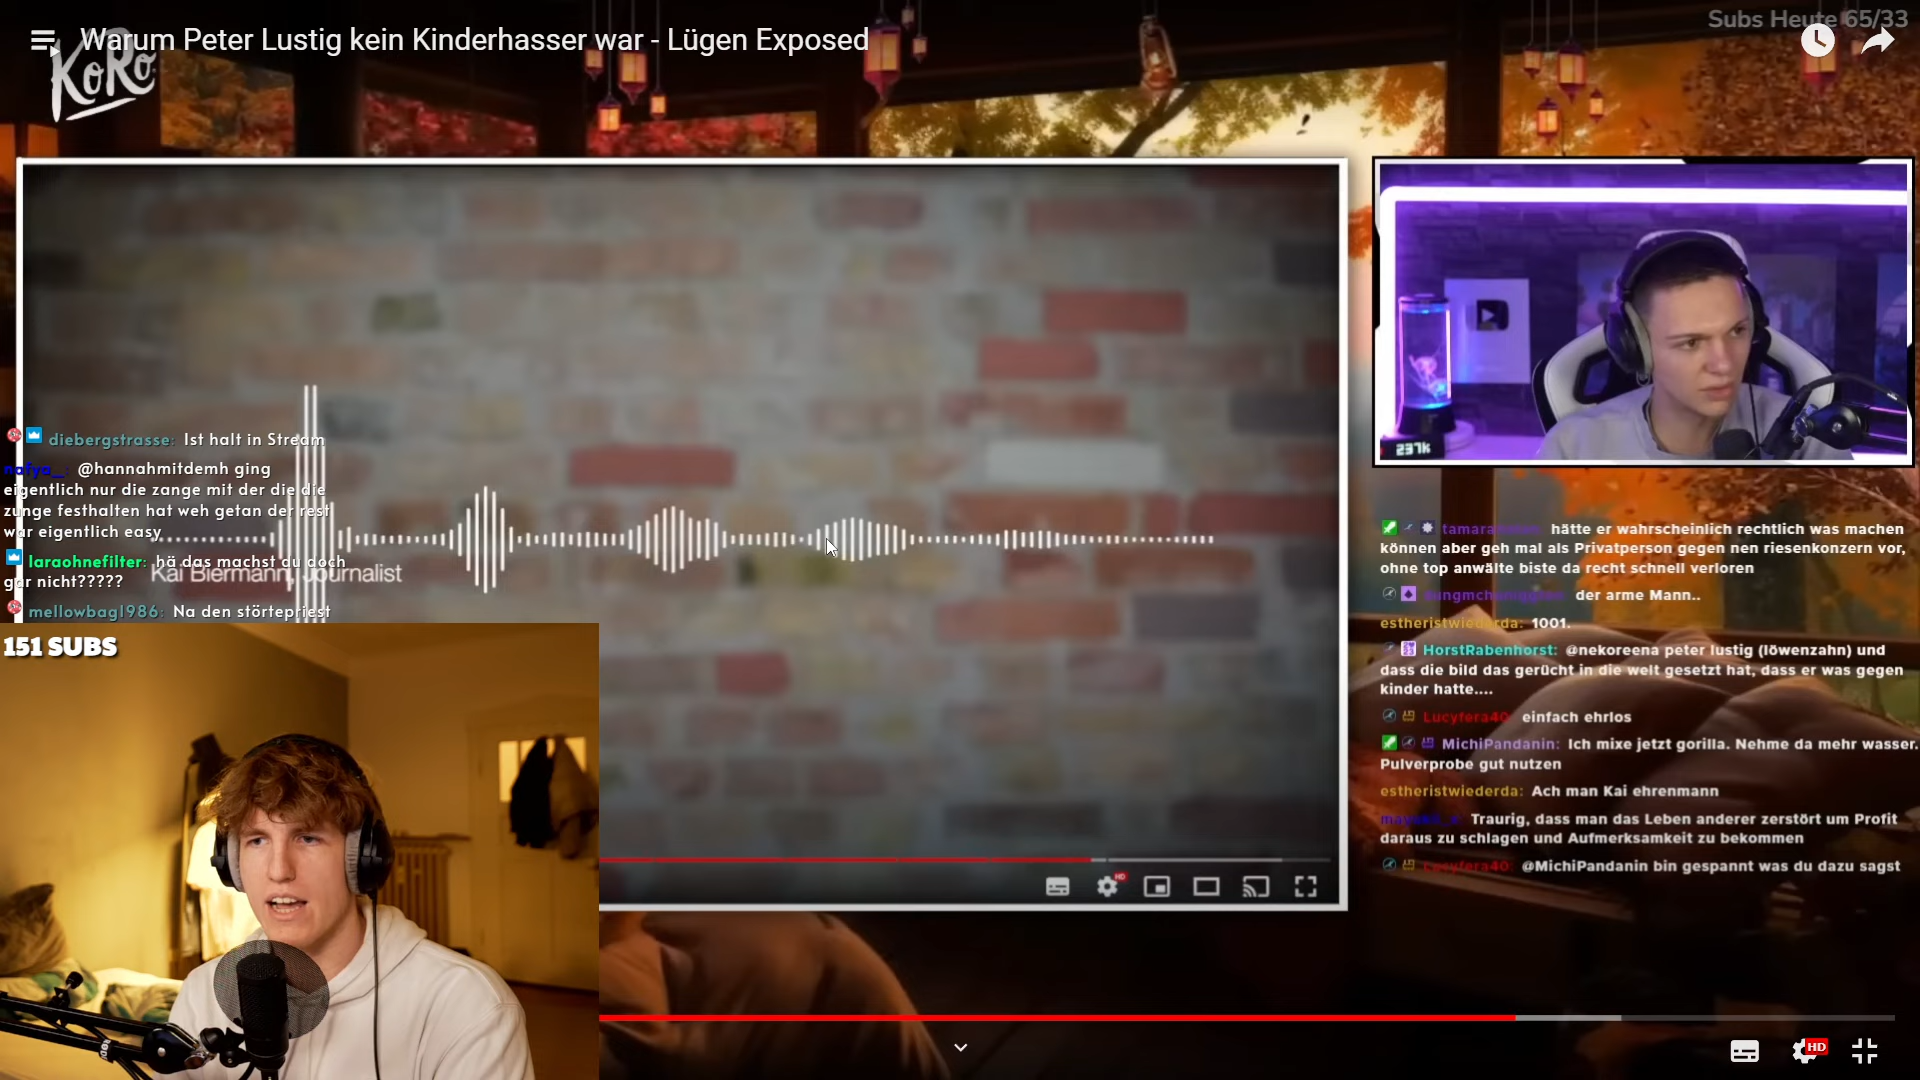 Subs Heute 65/33
Warum Peter Lustig kein Kinderhasser war - Lügen Exposed
KoRo
diebergstrasse: Ist halt in Stream
nafya_: @hannahmitdemh ging
eigentlich nur die zange mit der die die
zunge festhalten hat weh getan der rest
war eigentlich easy
laraohnefilter: hä das machst du doch
gar nicht?????
Kai Biermann, Journalist
mellowbag1986: Na den störtepriest
151 SUBS
237k
hätte er wahrscheinlich rechtlich was machen
können aber geh mal als Privatperson gegen nen riesenkonzern vor,
ohne top anwälte biste da recht schnell verloren
der arme Mann..
estheristwiederda: 1001.
HorstRabenhorst: @nekoreena peter lustig (löwenzahn) und
dass die bild das gerücht in die welt gesetzt hat, dass er was gegen
kinder hatte....
Lucyfera40: einfach ehrlos
MichiPandanin: Ich mixe jetzt gorilla. Nehme da mehr wasser.
Pulverprobe gut nutzen
estheristwiederda: Ach man Kai ehrenmann
Traurig, dass man das Leben anderer zerstört um Profit
daraus zu schlagen und Aufmerksamkeit zu bekommen
Lucyfera40: @MichiPandanin bin gespannt was du dazu sagst
HD
HD